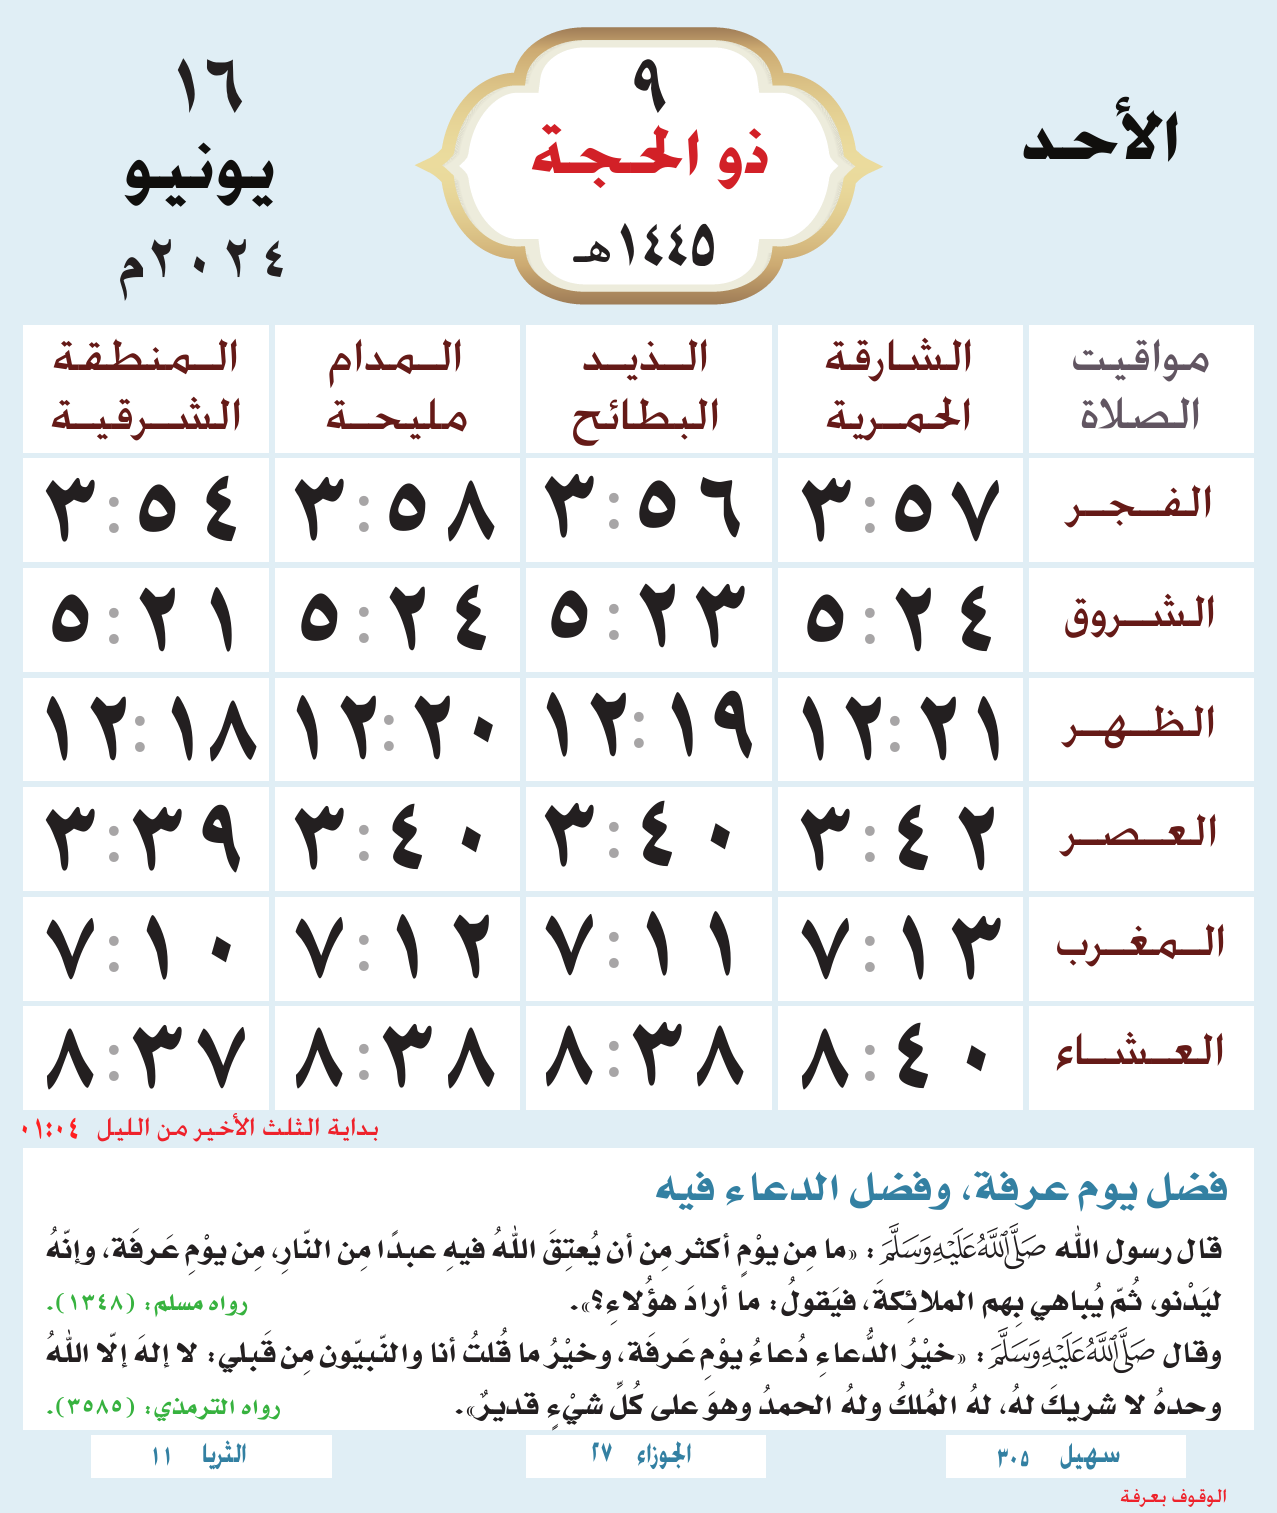 الأحد
٩
ذو الحجة
١٤٤٥هـ
١٦
يونيو
٢٠٢٤م
مواقيت الصلاة	الشارقة الحمرية	الذيد البطائح	المدام مليحة	المنطقة الشرقية
الفجر	٣:٥٧	٣:٥٦	٣:٥٨	٣:٥٤
الشروق	٥:٢٤	٥:٢٣	٥:٢٤	٥:٢١
الظهر	١٢:٢١	١٢:١٩	١٢:٢٠	١٢:١٨
العصر	٣:٤٢	٣:٤٠	٣:٤٠	٣:٣٩
المغرب	٧:١٣	٧:١١	٧:١٢	٧:١٠
العشاء	٨:٤٠	٨:٣٨	٨:٣٨	٨:٣٧
بداية الثلث الأخير من الليل ٠١:٠٤
فضل يوم عرفة، وفضل الدعاء فيه
قال رسول الله صَلَّى اللَّهُ عَلَيْهِ وَسَلَّمَ: «ما مِن يوْمٍ أكثر مِن أن يُعتِقَ اللهُ فيهِ عبدًا مِن النّارِ، مِن يوْمِ عَرفَة، وإنّهُ
ليَدْنو، ثُمّ يُباهي بِهم الملائِكةَ، فيَقولُ: ما أرادَ هؤُلاءِ؟». رواه مسلم: (١٣٤٨).
وقال صَلَّى اللَّهُ عَلَيْهِ وَسَلَّمَ: «خيْرُ الدُّعاءِ دُعاءُ يوْمِ عَرفَة، وخيْرُ ما قُلتُ أنا والنّبيّون مِن قَبلي: لا إلهَ إلّا اللهُ
وحدهُ لا شريكَ لهُ، لهُ المُلكُ ولهُ الحمدُ وهوَ على كُلِّ شيْءٍ قديرٌ». رواه الترمذي: (٣٥٨٥).
سهيل ٣٠٥	الجوزاء ٢٧	الثريا ١١
الوقوف بعرفة